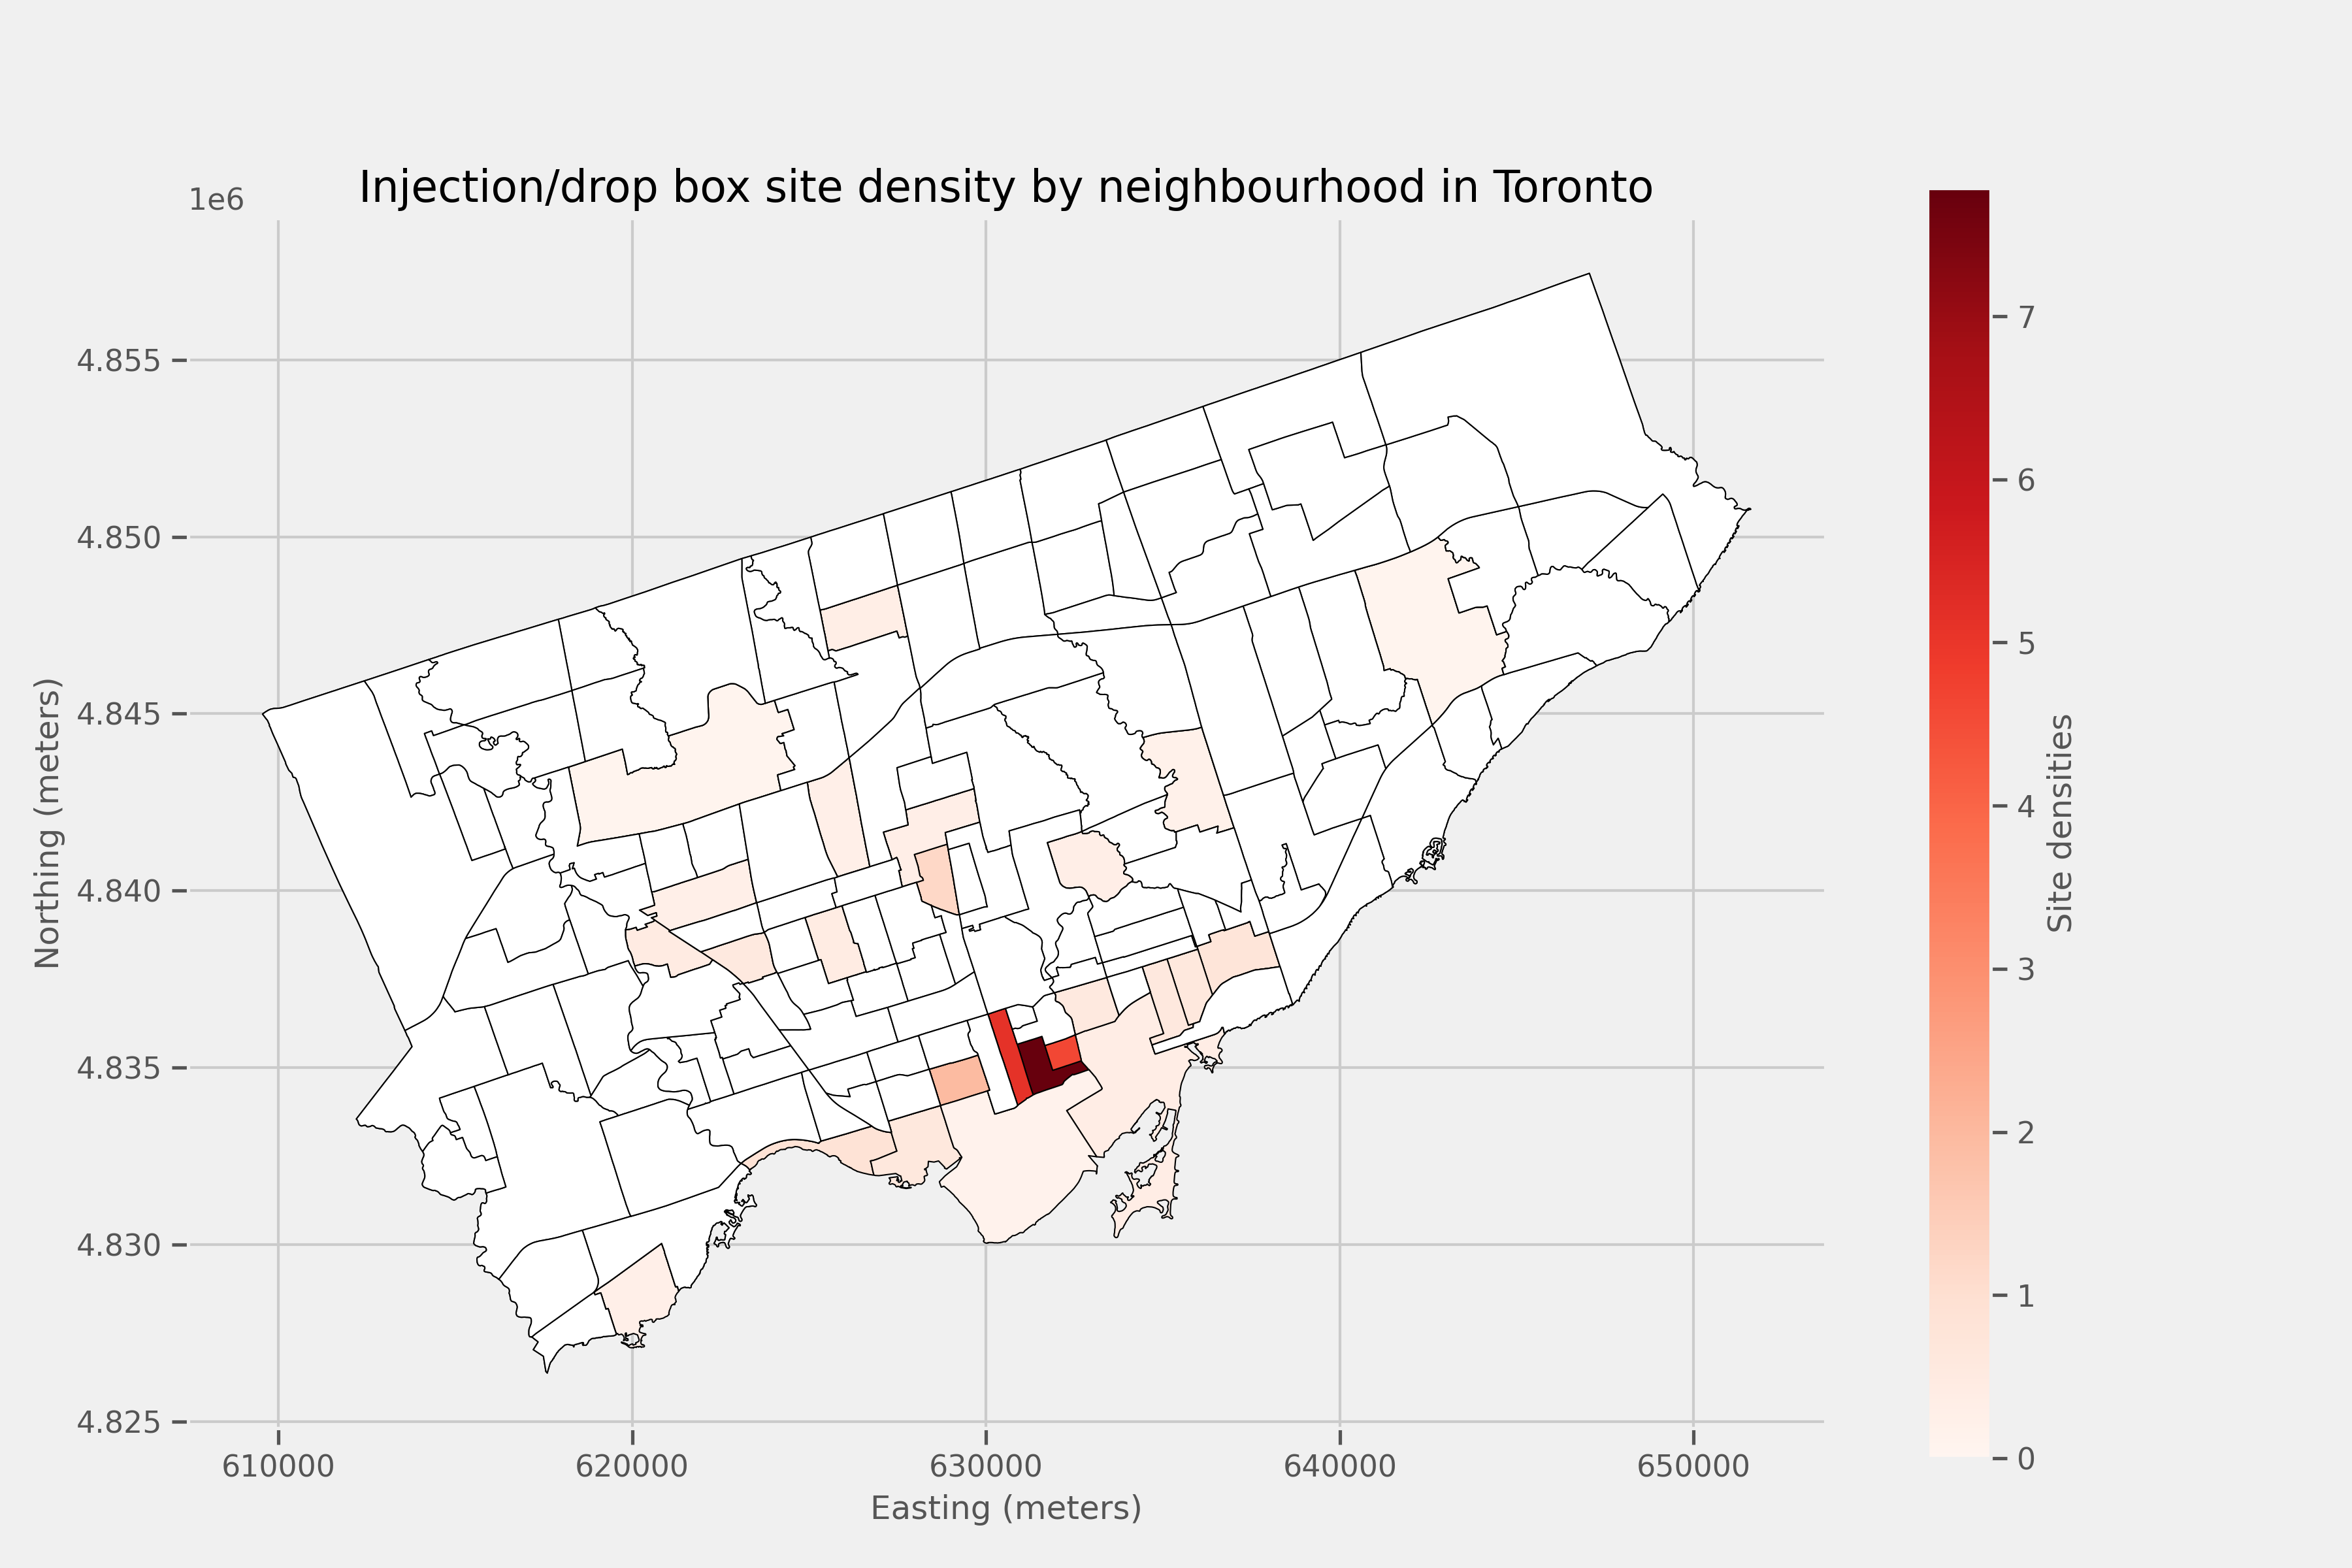 Injection/drop box site density by neighbourhood in Toronto
1e6
4.855
4.850
4.845
4.840
4.835
4.830
4.825
Northing (meters)
610000 620000 630000 640000 650000
Easting (meters)
7
6
5
4
3
2
1
0
Site densities